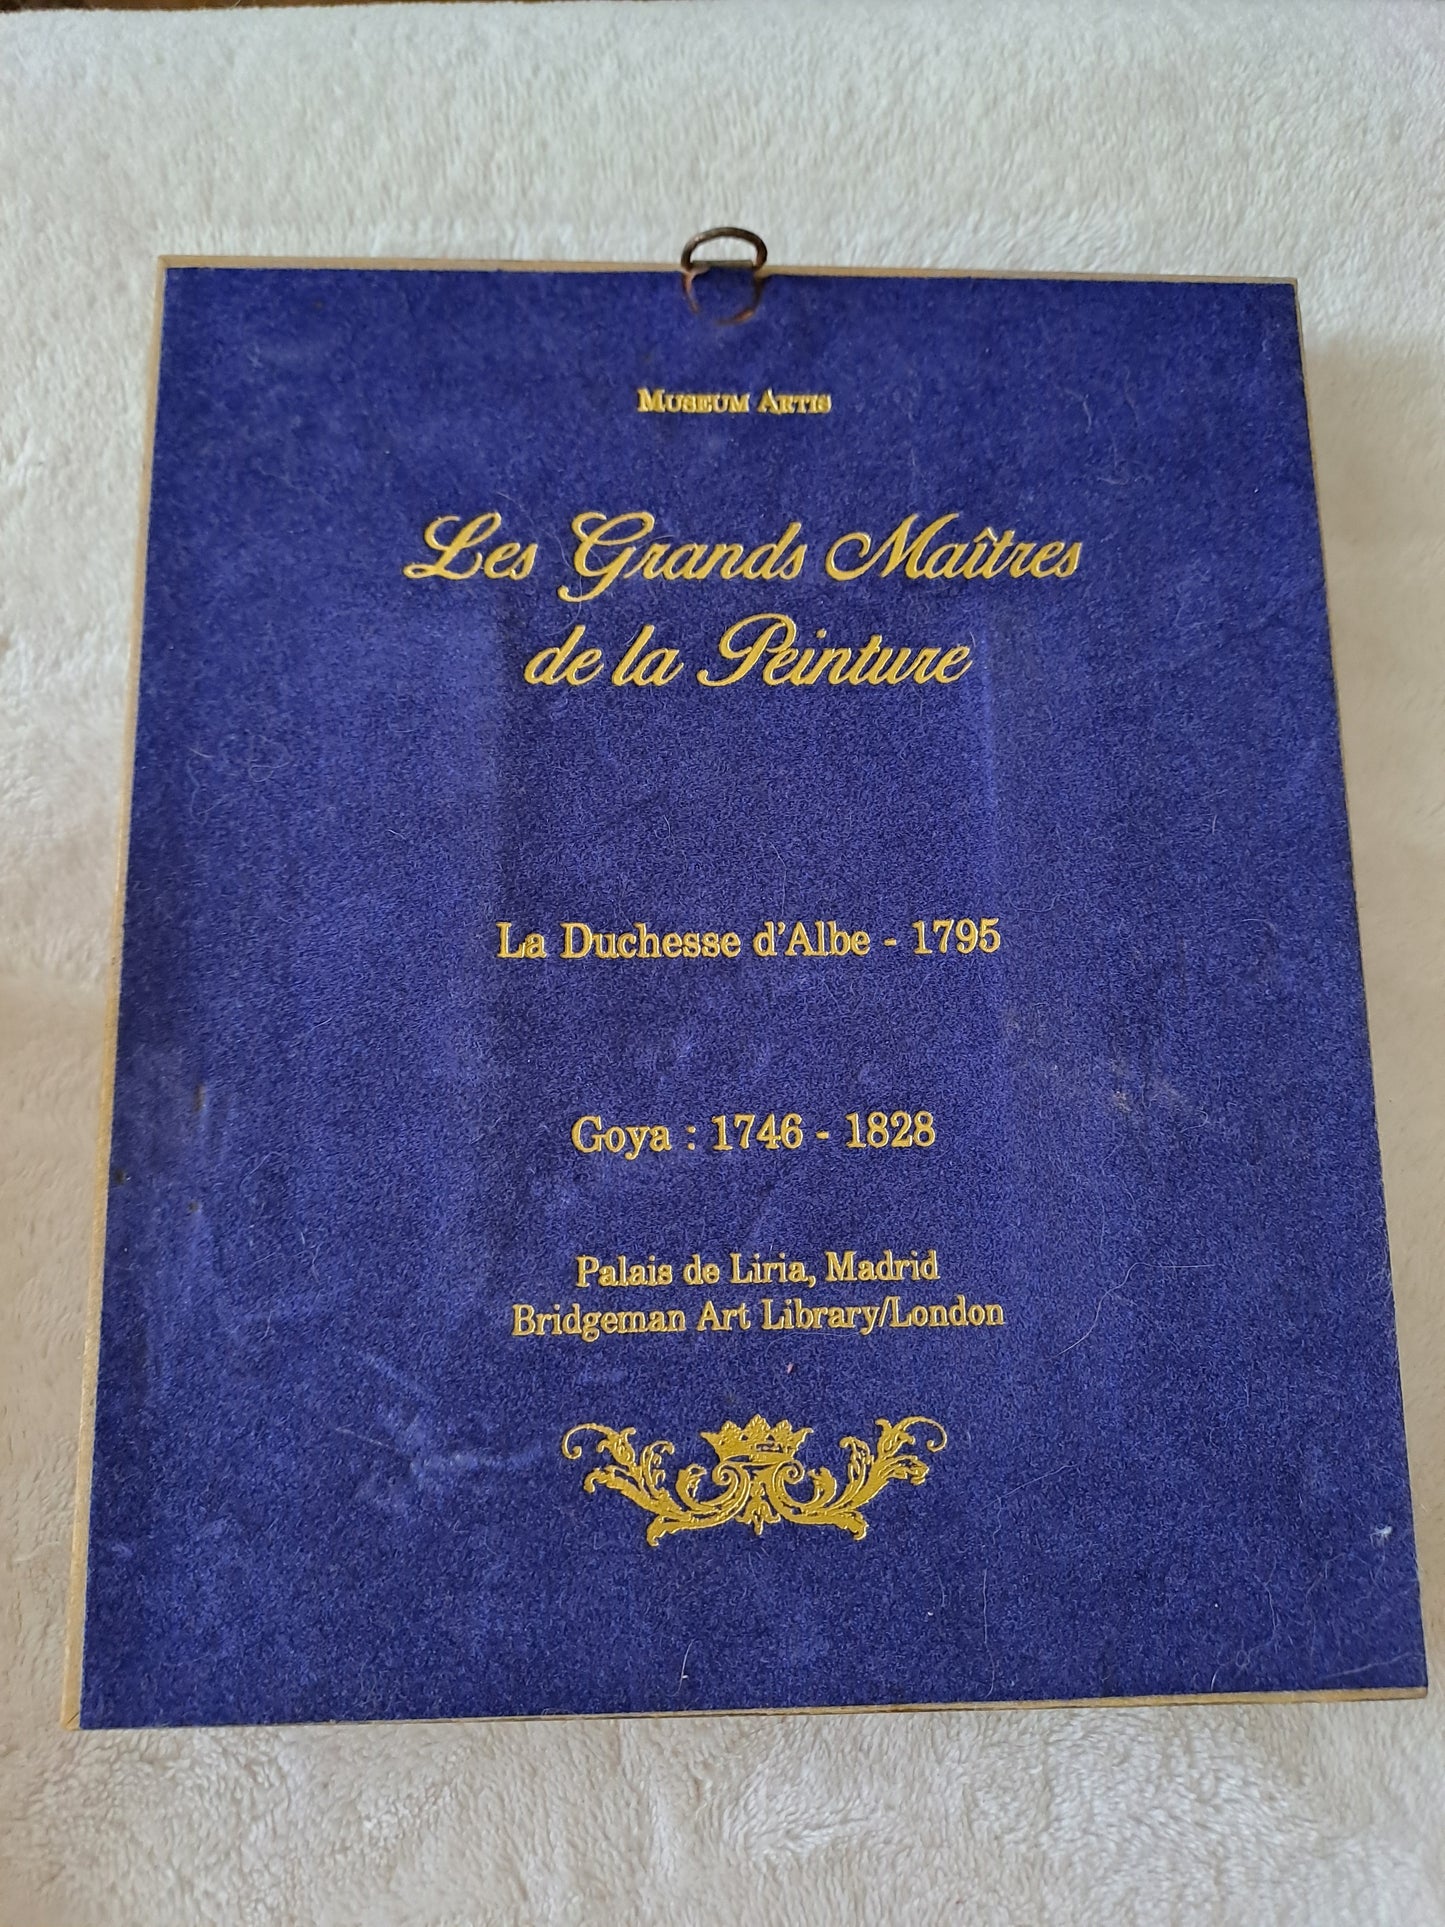 Museum Artis
Les Grands Maîtres
de la Peinture
La Duchesse d'Albe - 1795
Goya : 1746 - 1828
Palais de Liria, Madrid
Bridgeman Art Library/London